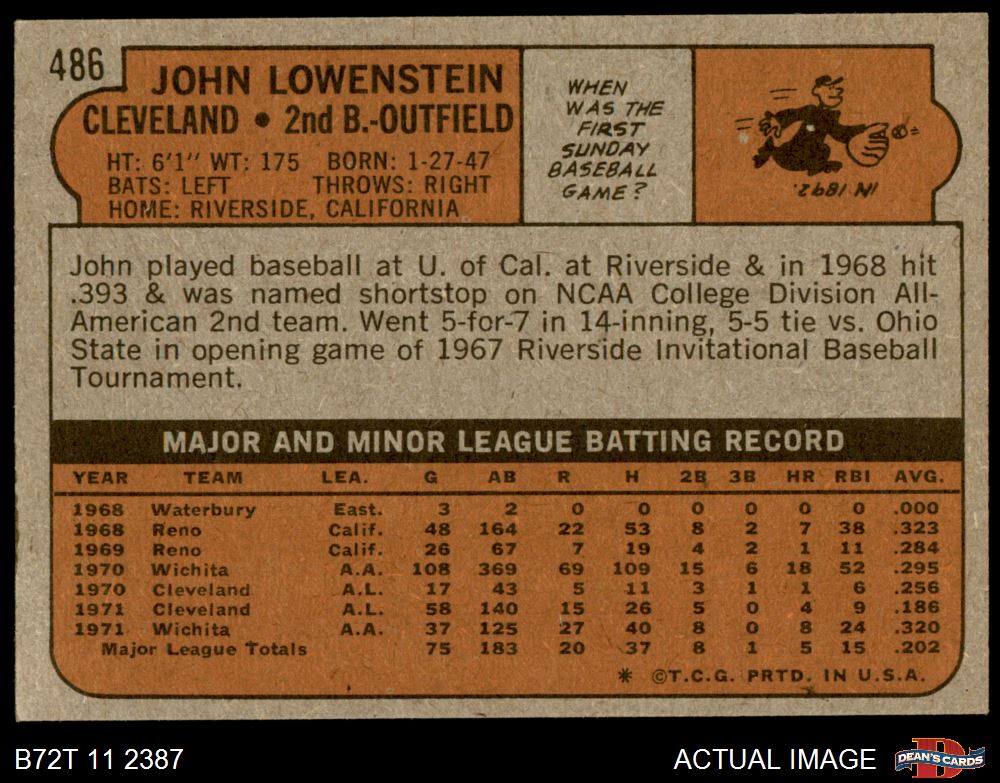 486
JOHN LOWENSTEIN
CLEVELAND • 2nd B.-OUTFIELD
HT: 6'1" WT: 175 BORN: 1-27-47
BATS: LEFT THROWS: RIGHT
HOME: RIVERSIDE, CALIFORNIA
WHEN
WAS THE
FIRST
SUNDAY
BASEBALL
GAME?
IN 1892.
John played baseball at U. of Cal. at Riverside & in 1968 hit
.393 & was named shortstop on NCAA College Division All-
American 2nd team. Went 5-for-7 in 14-inning, 5-5 tie vs. Ohio
State in opening game of 1967 Riverside Invitational Baseball
Tournament.
MAJOR AND MINOR LEAGUE BATTING RECORD
YEAR TEAM LEA. G AB R H 2B 3B HR RBI AVG.
1968 Waterbury East. 3 2 0 0 0 0 0 0 .000
1968 Reno Calif. 48 164 22 53 8 2 7 38 .323
1969 Reno Calif. 26 67 7 19 4 2 1 11 .284
1970 Wichita A.A. 108 369 69 109 15 6 18 52 .295
1970 Cleveland A.L. 17 43 5 11 3 1 1 6 .256
1971 Cleveland A.L. 58 140 15 26 5 0 4 9 .186
1971 Wichita A.A. 37 125 27 40 8 0 8 24 .320
Major League Totals 75 183 20 37 8 1 5 15 .202
* ©T.C.G. PRTD. IN U.S.A.
B72T 11 2387
ACTUAL IMAGE
D
DEAN'S CARDS